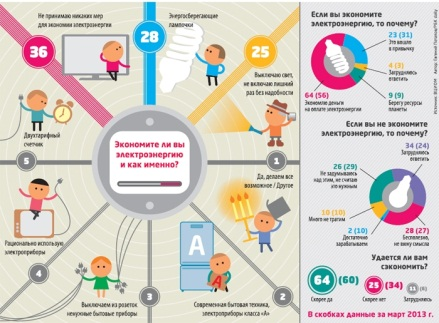 Не принимаю никаких мер
для экономии электроэнергии
36
Энергосберегающие
лампочки
28
25
Выключаю свет,
не включаю лишний
раз без надобности
Двухтарифный
счетчик
5
Экономите ли вы
электроэнергию
и как именно?
1
Да, делаем все
возможное / Другое
Рационально использую
электроприборы
4
Выключаем из розеток
ненужные бытовые приборы
3
А
Современная бытовая техника,
электроприборы класса «А»
2
Если вы экономите
электроэнергию, то почему?
23 (31)
Это вошло
в привычку
4 (3)
Затрудняюсь
ответить
9 (9)
Берегу ресурсы
планеты
64 (56)
Экономлю деньги
на оплате электроэнергии
Если вы не экономите
электроэнергию, то почему?
34 (24)
Затрудняюсь
ответить
26 (29)
Не задумываюсь
над этим, не считаю
это нужным
10 (10)
Много не тратим
2 (10)
Достаточно
зарабатываем
28 (27)
Бесполезно,
не вижу смысла
Удается ли вам
сэкономить?
64 (60)
Скорее да
25 (34)
Скорее нет
11 (6)
Затрудняюсь
В скобках данные за март 2013 г.